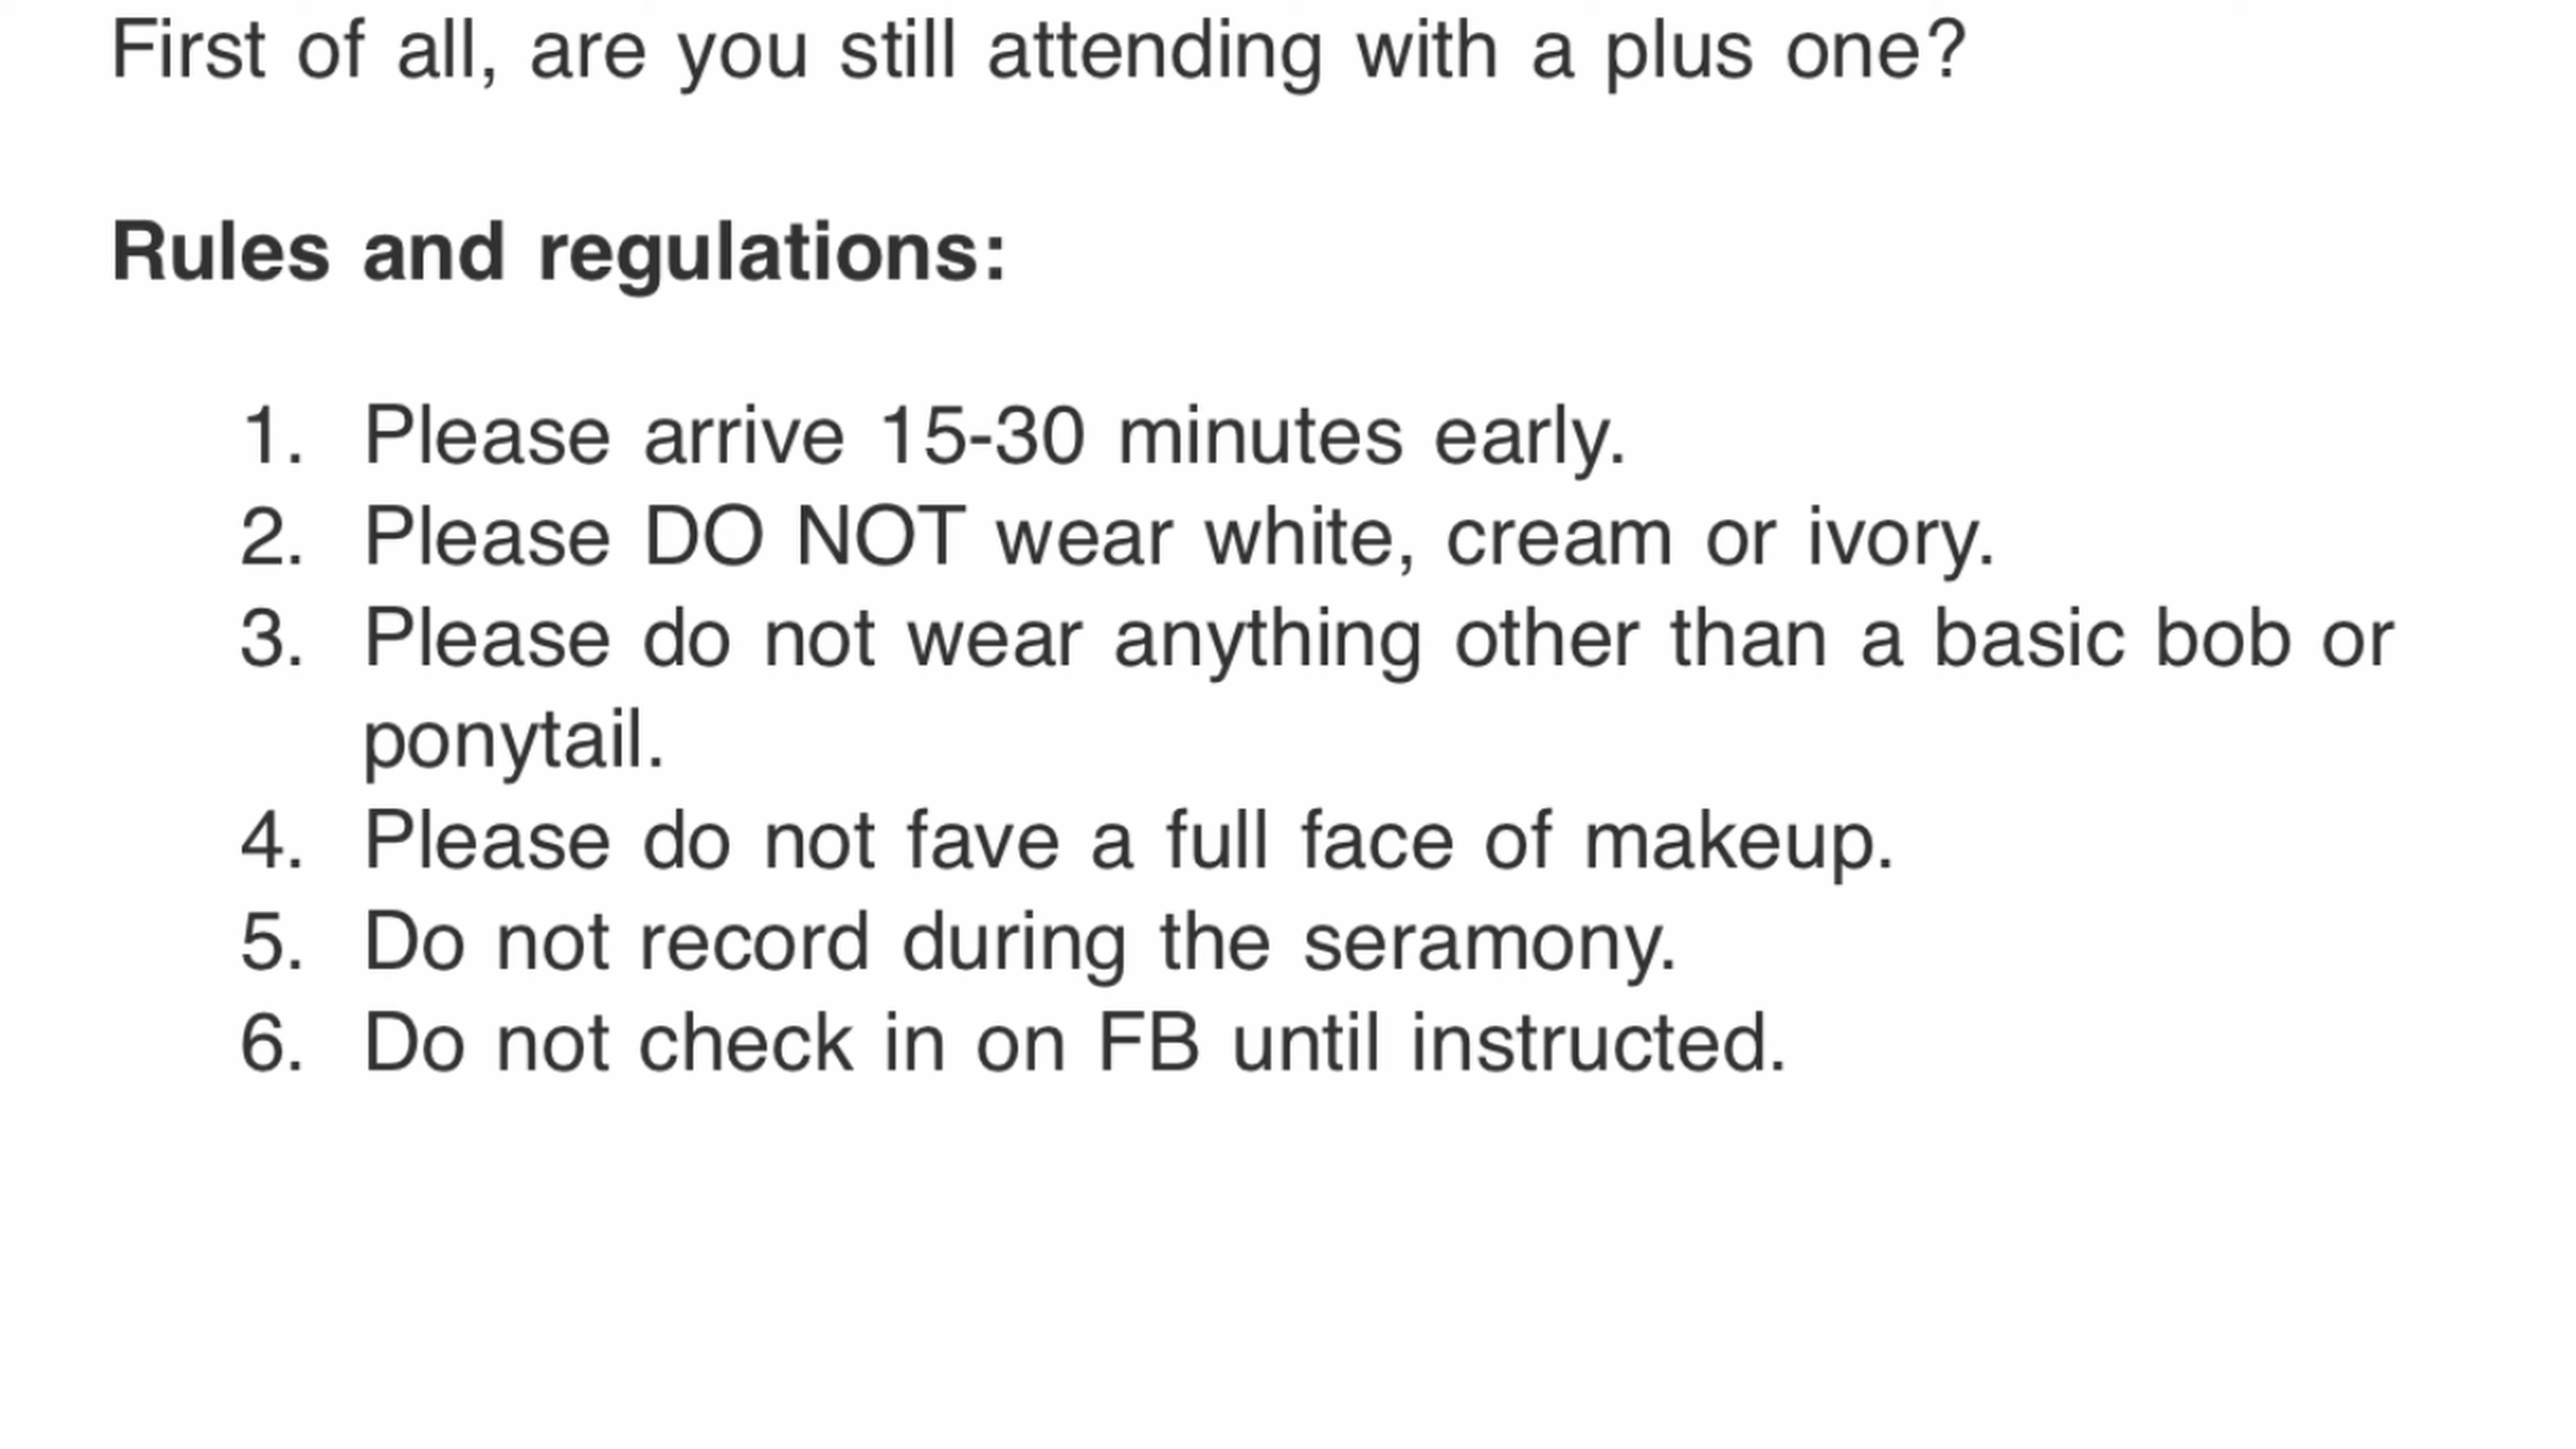 First of all, are you still attending with a plus one?
Rules and regulations:
1. Please arrive 15-30 minutes early.
2. Please DO NOT wear white, cream or ivory.
3. Please do not wear anything other than a basic bob or
ponytail.
4. Please do not fave a full face of makeup.
5. Do not record during the seramony.
6. Do not check in on FB until instructed.